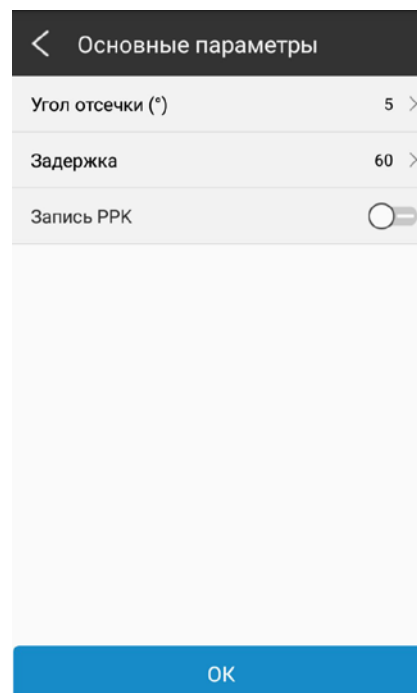 Основные параметры
Угол отсечки (°) 5
Задержка 60
Запись PPK
OK